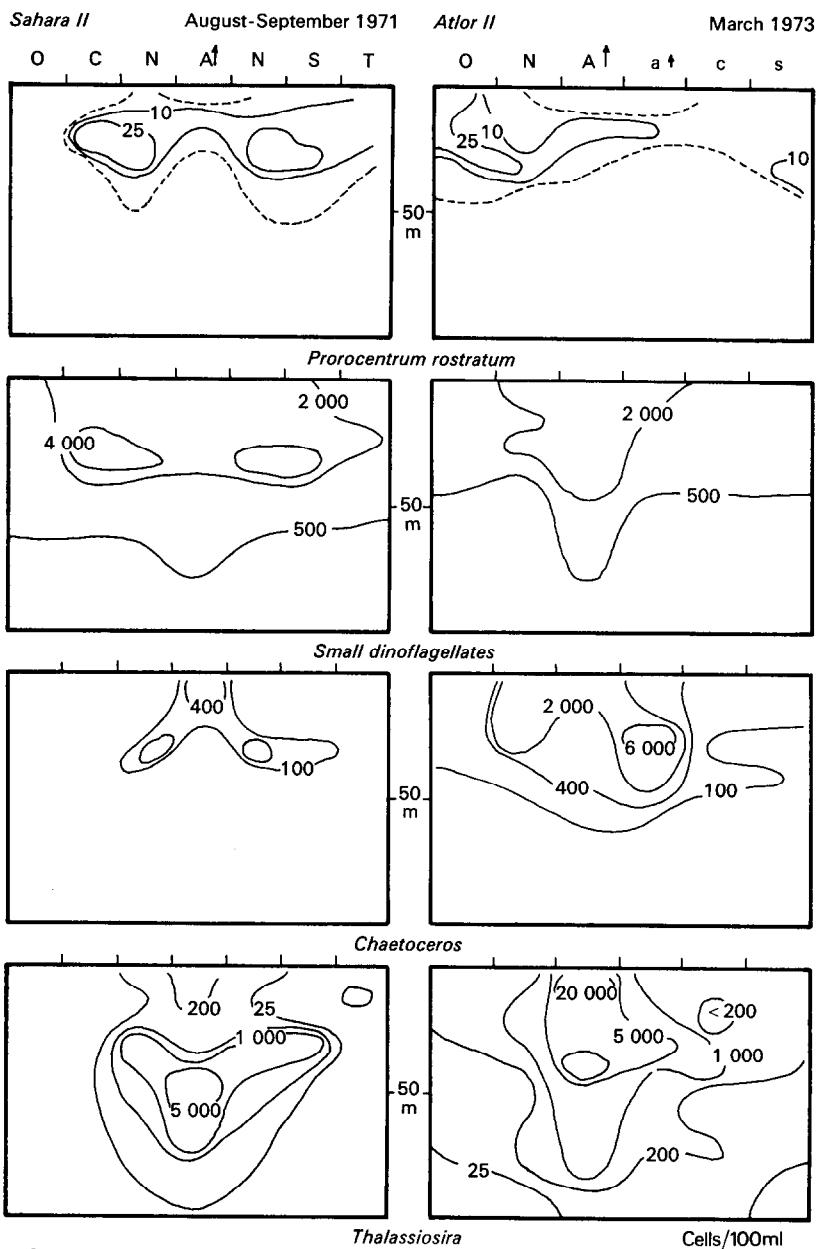 Sahara II August-September 1971 Atlor II March 1973
O C N A N S T O N A a c s
10 25 25 10 10
50 m
Prorocentrum rostratum
2 000 4 000 500 2 000 500
50 m
Small dinoflagellates
400 100 2 000 6 000 400 100
50 m
Chaetoceros
200 25 1 000 5 000 20 000 <200 5 000 1 000 200 25
50 m
Thalassiosira Cells/100ml